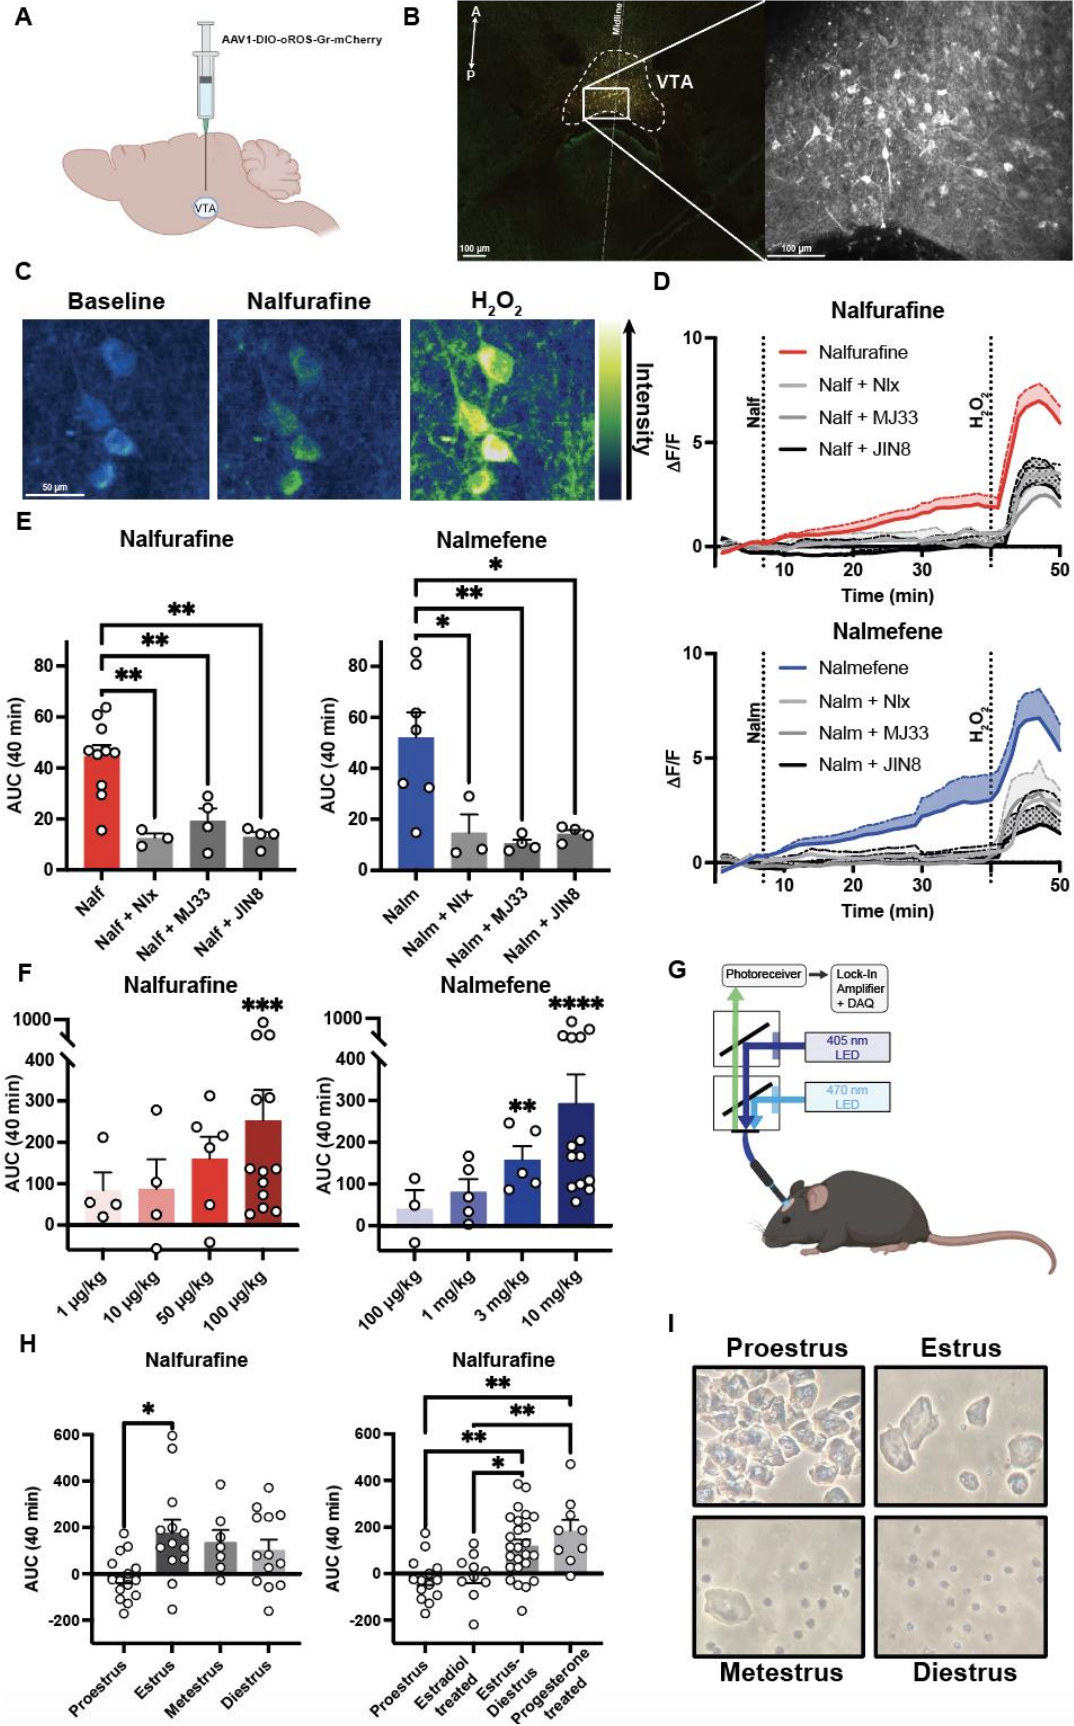 A
AAV1-DIO-oROS-Gr-mCherry
VTA
B
A
P
Midline
VTA
100 µm
100 µm
C
Baseline
Nalfurafine
H2O2
50 µm
Intensity
D
Nalfurafine
10
5
0
ΔF/F
Nalf
H2O2
Nalfurafine
Nalf + Nlx
Nalf + MJ33
Nalf + JIN8
10
20
30
40
50
Time (min)
Nalmefene
10
5
0
ΔF/F
Nalm
H2O2
Nalmefene
Nalm + Nlx
Nalm + MJ33
Nalm + JIN8
10
20
30
40
50
Time (min)
E
Nalfurafine
**
**
**
AUC (40 min)
80
60
40
20
0
Nalf
Nalf + Nlx
Nalf + MJ33
Nalf + JIN8
Nalmefene
*
**
*
AUC (40 min)
80
60
40
20
0
Nalm
Nalm + Nlx
Nalm + MJ33
Nalm + JIN8
F
Nalfurafine
***
AUC (40 min)
1000
400
300
200
100
0
1 µg/kg
10 µg/kg
50 µg/kg
100 µg/kg
Nalmefene
****
**
AUC (40 min)
1000
400
300
200
100
0
100 µg/kg
1 mg/kg
3 mg/kg
10 mg/kg
G
Photoreceiver
Lock-In
Amplifier
+ DAQ
405 nm
LED
470 nm
LED
H
Nalfurafine
*
AUC (40 min)
600
400
200
0
-200
Proestrus
Estrus
Metestrus
Diestrus
Nalfurafine
**
**
**
*
AUC (40 min)
600
400
200
0
-200
Proestrus
Estradiol
treated
Estrus-
Diestrus
Progesterone
treated
I
Proestrus
Estrus
Metestrus
Diestrus